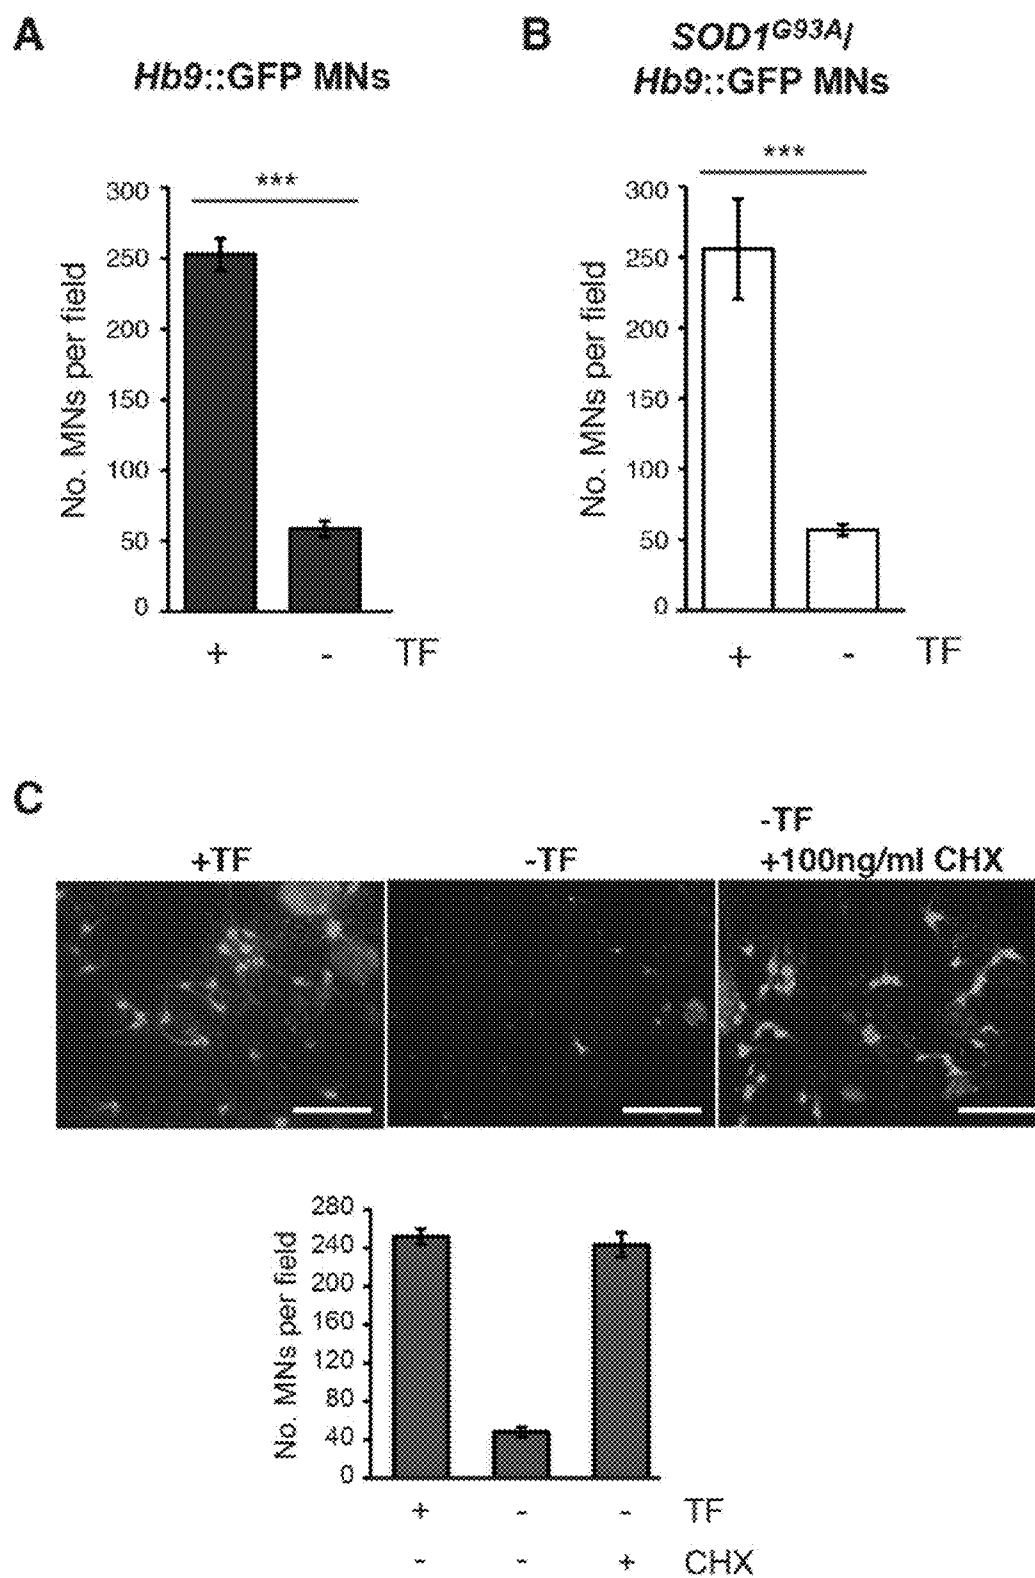 A
Hb9::GFP MNs
***
No. MNs per field
300
250
200
150
100
50
0
+ - TF
B
SOD1G93A/
Hb9::GFP MNs
***
No. MNs per field
300
250
200
150
100
50
0
+ - TF
C
+TF
-TF
-TF
+100ng/ml CHX
No. MNs per field
280
240
200
160
120
80
40
0
+ - - TF
- - + CHX